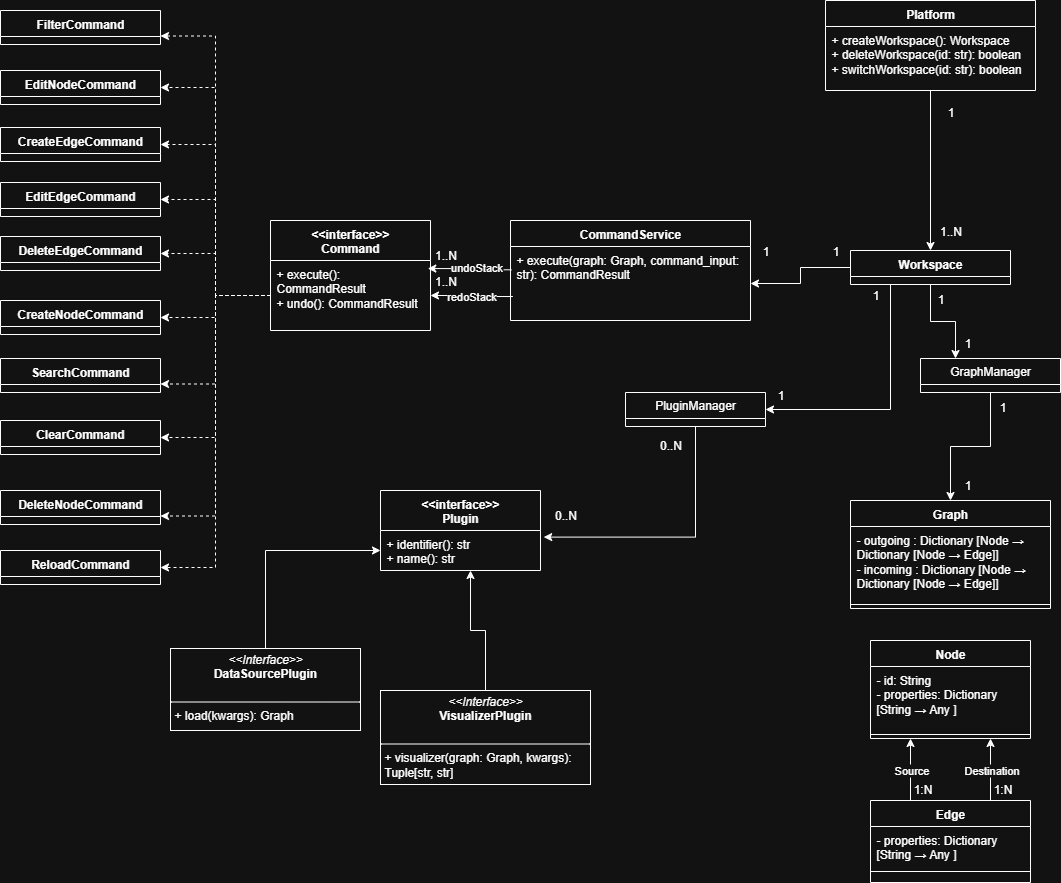 FilterCommand
EditNodeCommand
CreateEdgeCommand
EditEdgeCommand
DeleteEdgeCommand
CreateNodeCommand
SearchCommand
ClearCommand
DeleteNodeCommand
ReloadCommand
<<interface>>
Command
+ execute():
CommandResult
+ undo(): CommandResult
1..N
undoStack
1..N
redoStack
CommandService
+ execute(graph: Graph, command_input:
str): CommandResult
1
1
Platform
+ createWorkspace(): Workspace
+ deleteWorkspace(id: str): boolean
+ switchWorkspace(id: str): boolean
1
1..N
Workspace
1
1
1
GraphManager
1
PluginManager
1
0..N
1
<<interface>>
Plugin
+ identifier(): str
+ name(): str
0..N
Graph
- outgoing : Dictionary [Node →
Dictionary [Node → Edge]]
- incoming : Dictionary [Node →
Dictionary [Node → Edge]]
<<Interface>>
DataSourcePlugin
+ load(kwargs): Graph
<<Interface>>
VisualizerPlugin
+ visualizer(graph: Graph, kwargs):
Tuple[str, str]
Node
- id: String
- properties: Dictionary
[String → Any ]
Source
Destination
1:N
1:N
Edge
- properties: Dictionary
[String → Any ]